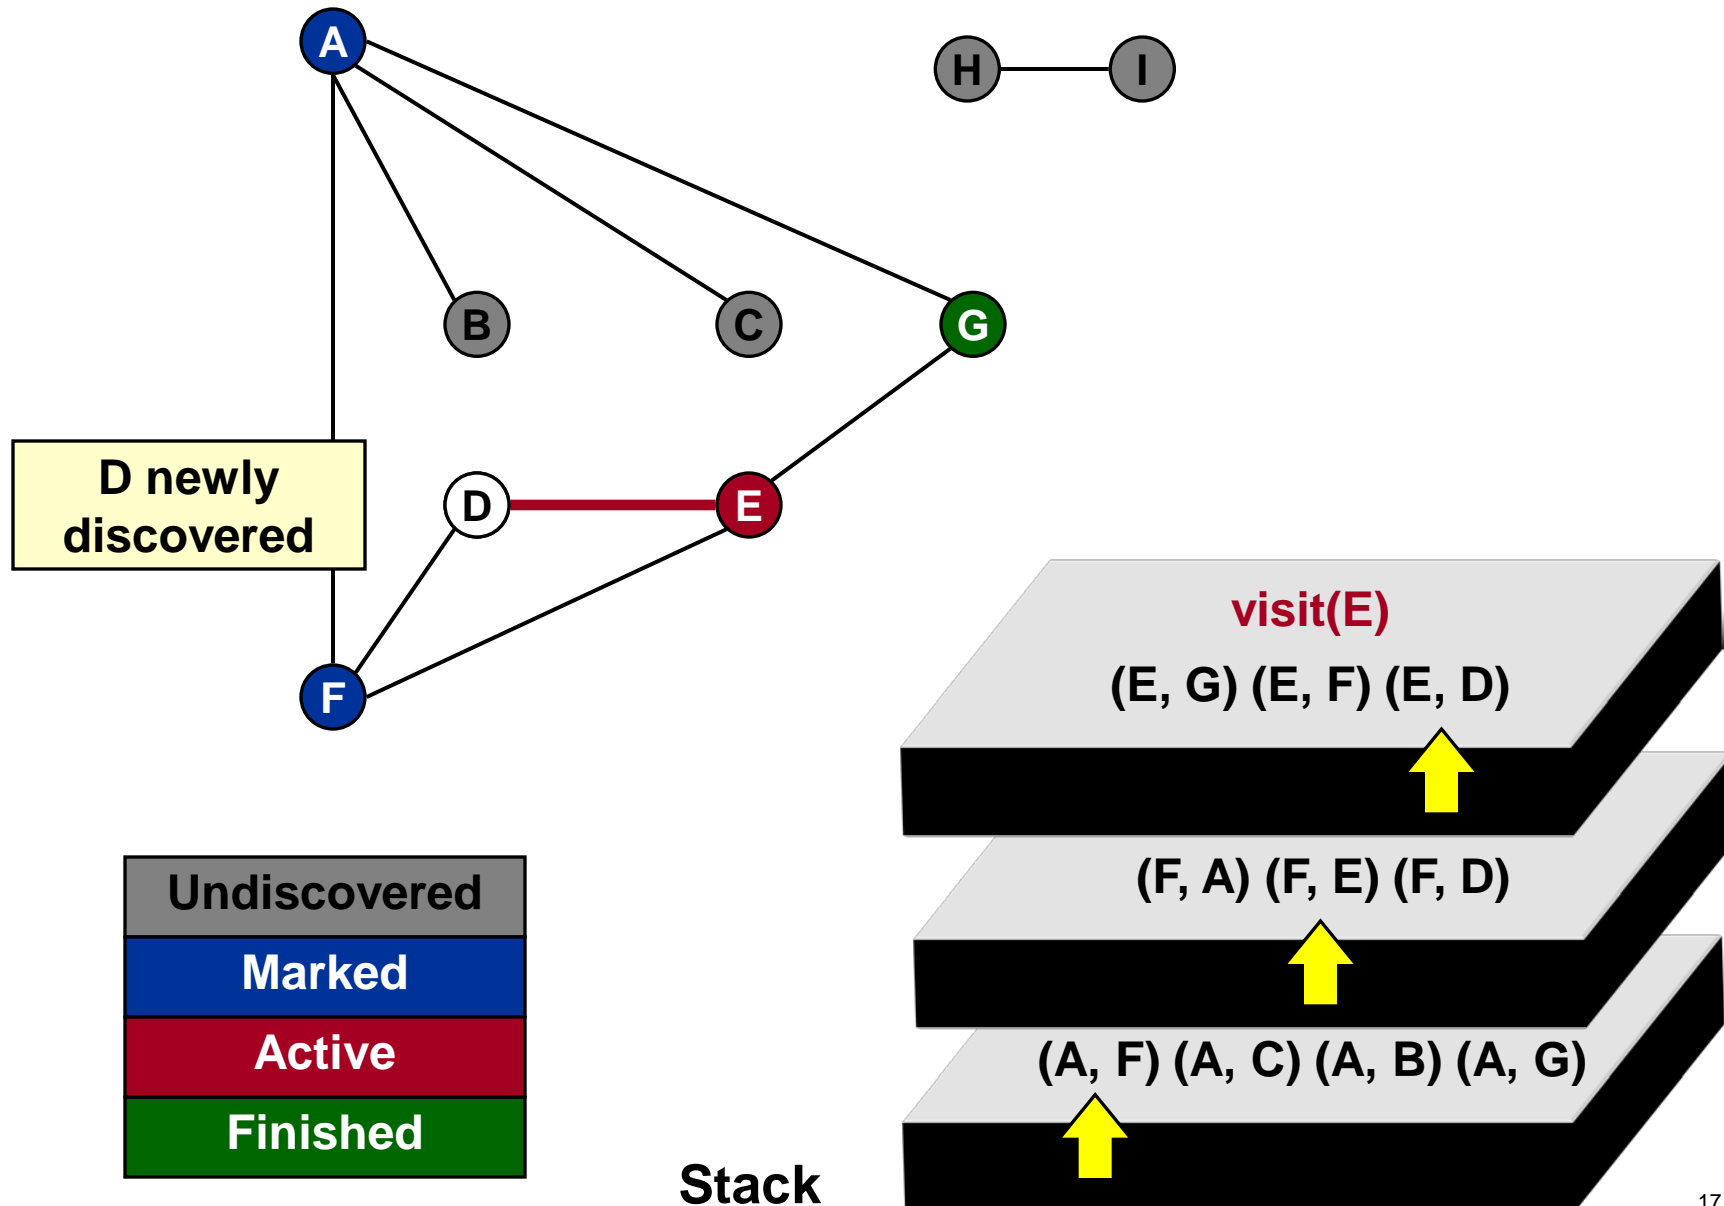 A
H
I
B
C
G
D newly
discovered
D
E
F
visit(E)
(E, G) (E, F) (E, D)
(F, A) (F, E) (F, D)
(A, F) (A, C) (A, B) (A, G)
Undiscovered
Marked
Active
Finished
Stack
17